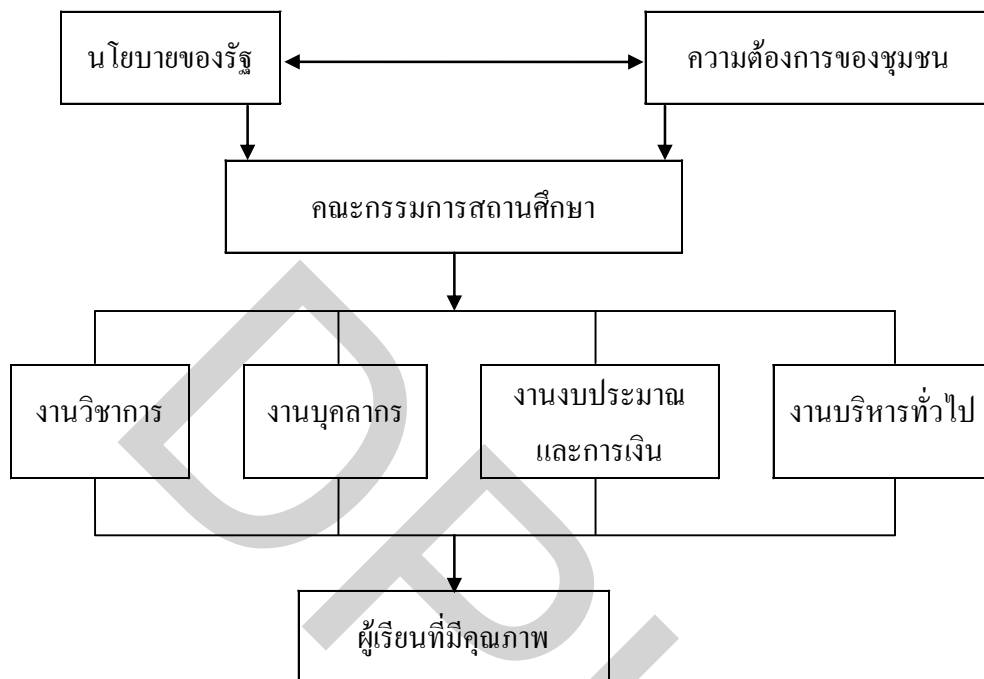 นโยบายของรัฐ
ความต้องการของชุมชน
คณะกรรมการสถานศึกษา
งานวิชาการ
งานบุคลากร
งานงบประมาณ
และการเงิน
งานบริหารทั่วไป
ผู้เรียนที่มีคุณภาพ